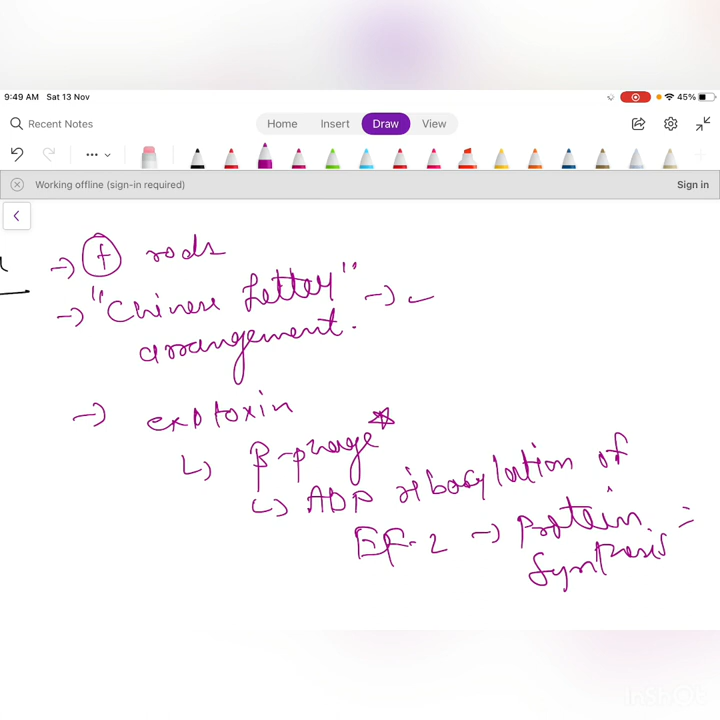 9:49 AM Sat 13 Nov
45%
Recent Notes
Home Insert Draw View
Working offline (sign-in required)
Sign in
→ + rods
→ "Chinese Letter" →
arrangement.
→ exotoxin
↳ β-phage
↳ ADP ribosylation of
EF-2 → Protein =
Synthesis
InShOt